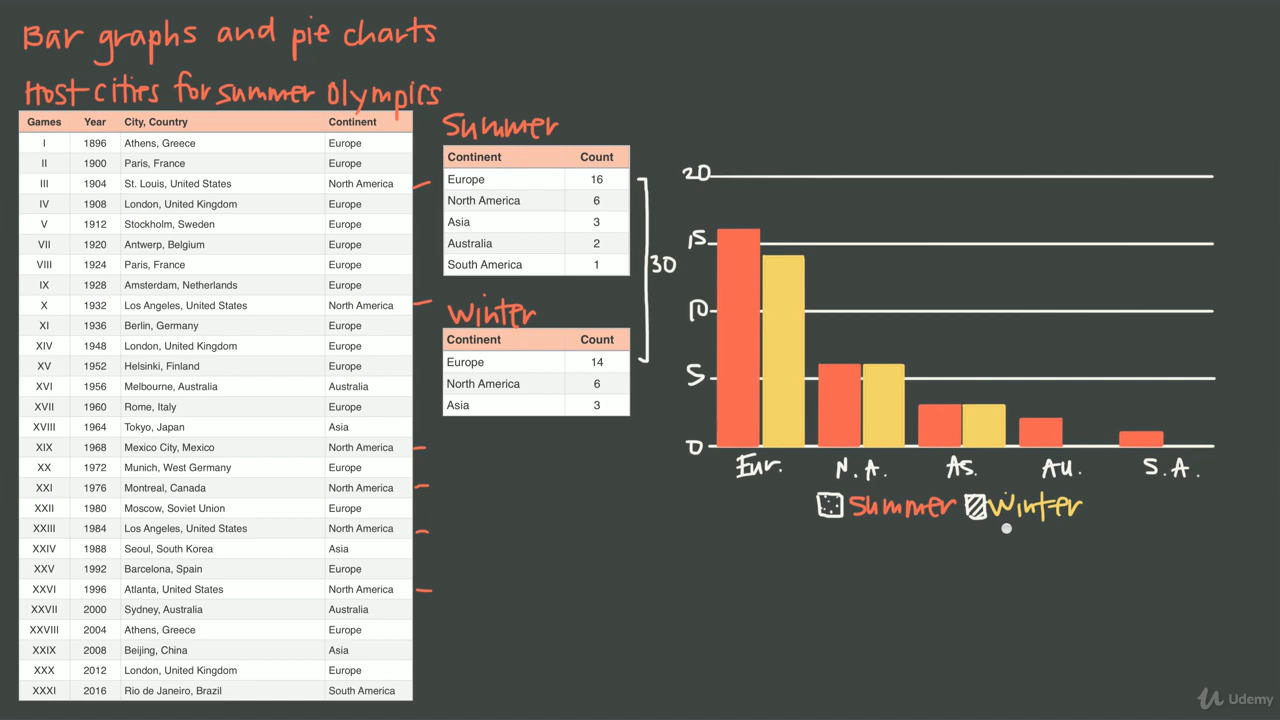 Bar graphs and pie charts
Host cities for summer Olympics
Games Year City, Country Continent
I 1896 Athens, Greece Europe
II 1900 Paris, France Europe
III 1904 St. Louis, United States North America
IV 1908 London, United Kingdom Europe
V 1912 Stockholm, Sweden Europe
VII 1920 Antwerp, Belgium Europe
VIII 1924 Paris, France Europe
IX 1928 Amsterdam, Netherlands Europe
X 1932 Los Angeles, United States North America
XI 1936 Berlin, Germany Europe
XIV 1948 London, United Kingdom Europe
XV 1952 Helsinki, Finland Europe
XVI 1956 Melbourne, Australia Australia
XVII 1960 Rome, Italy Europe
XVIII 1964 Tokyo, Japan Asia
XIX 1968 Mexico City, Mexico North America
XX 1972 Munich, West Germany Europe
XXI 1976 Montreal, Canada North America
XXII 1980 Moscow, Soviet Union Europe
XXIII 1984 Los Angeles, United States North America
XXIV 1988 Seoul, South Korea Asia
XXV 1992 Barcelona, Spain Europe
XXVI 1996 Atlanta, United States North America
XXVII 2000 Sydney, Australia Australia
XXVIII 2004 Athens, Greece Europe
XXIX 2008 Beijing, China Asia
XXX 2012 London, United Kingdom Europe
XXXI 2016 Rio de Janeiro, Brazil South America
Summer
Continent Count
Europe 16
North America 6
Asia 3
Australia 2
South America 1
Winter
Continent Count
Europe 14
North America 6
Asia 3
30
20
15
10
5
0
Eur. N.A. As. Au. S.A.
Summer Winter
Udemy